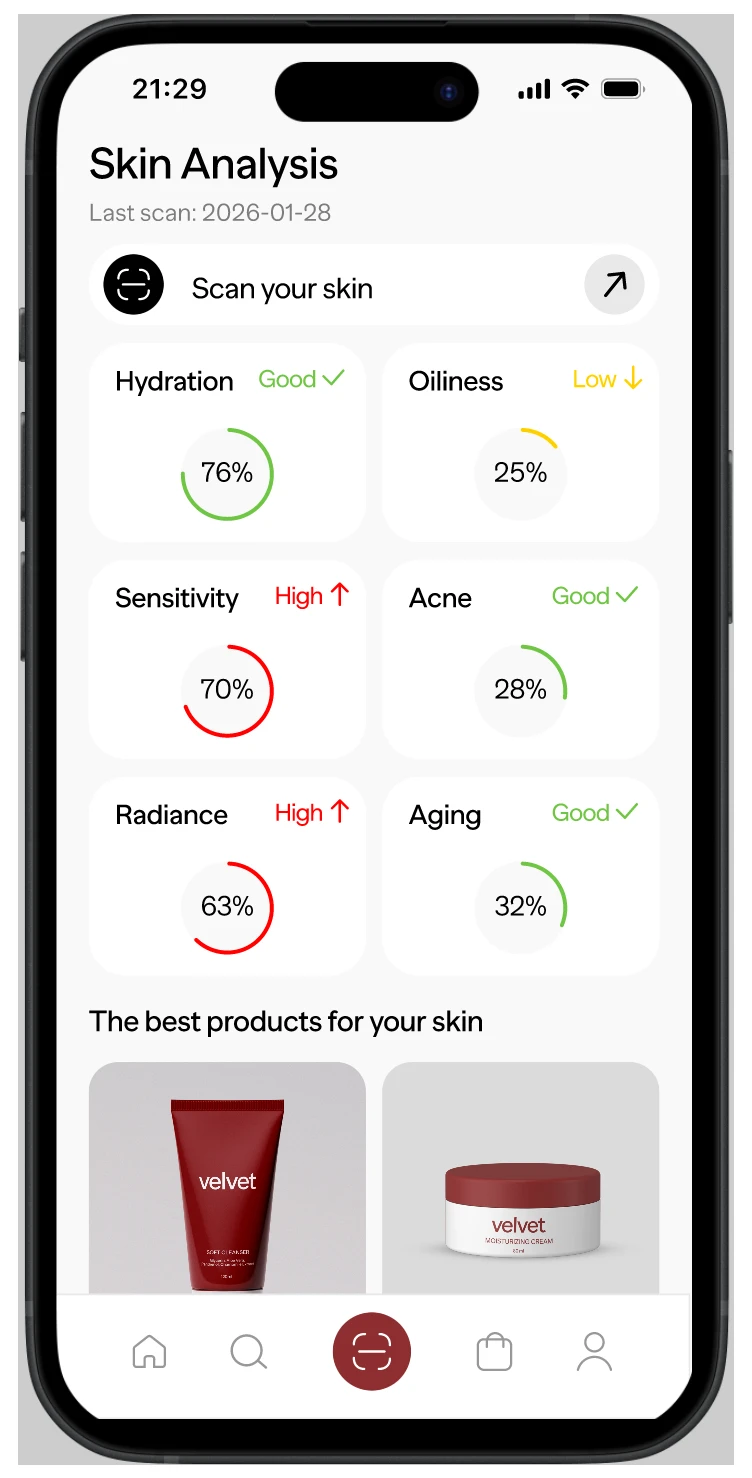 21:29
Skin Analysis
Last scan: 2026-01-28
Scan your skin
Hydration Good
76%
Oiliness Low
25%
Sensitivity High
70%
Acne Good
28%
Radiance High
63%
Aging Good
32%
The best products for your skin
velvet
SOFT CLEANSER
velvet
MOISTURIZING CREAM